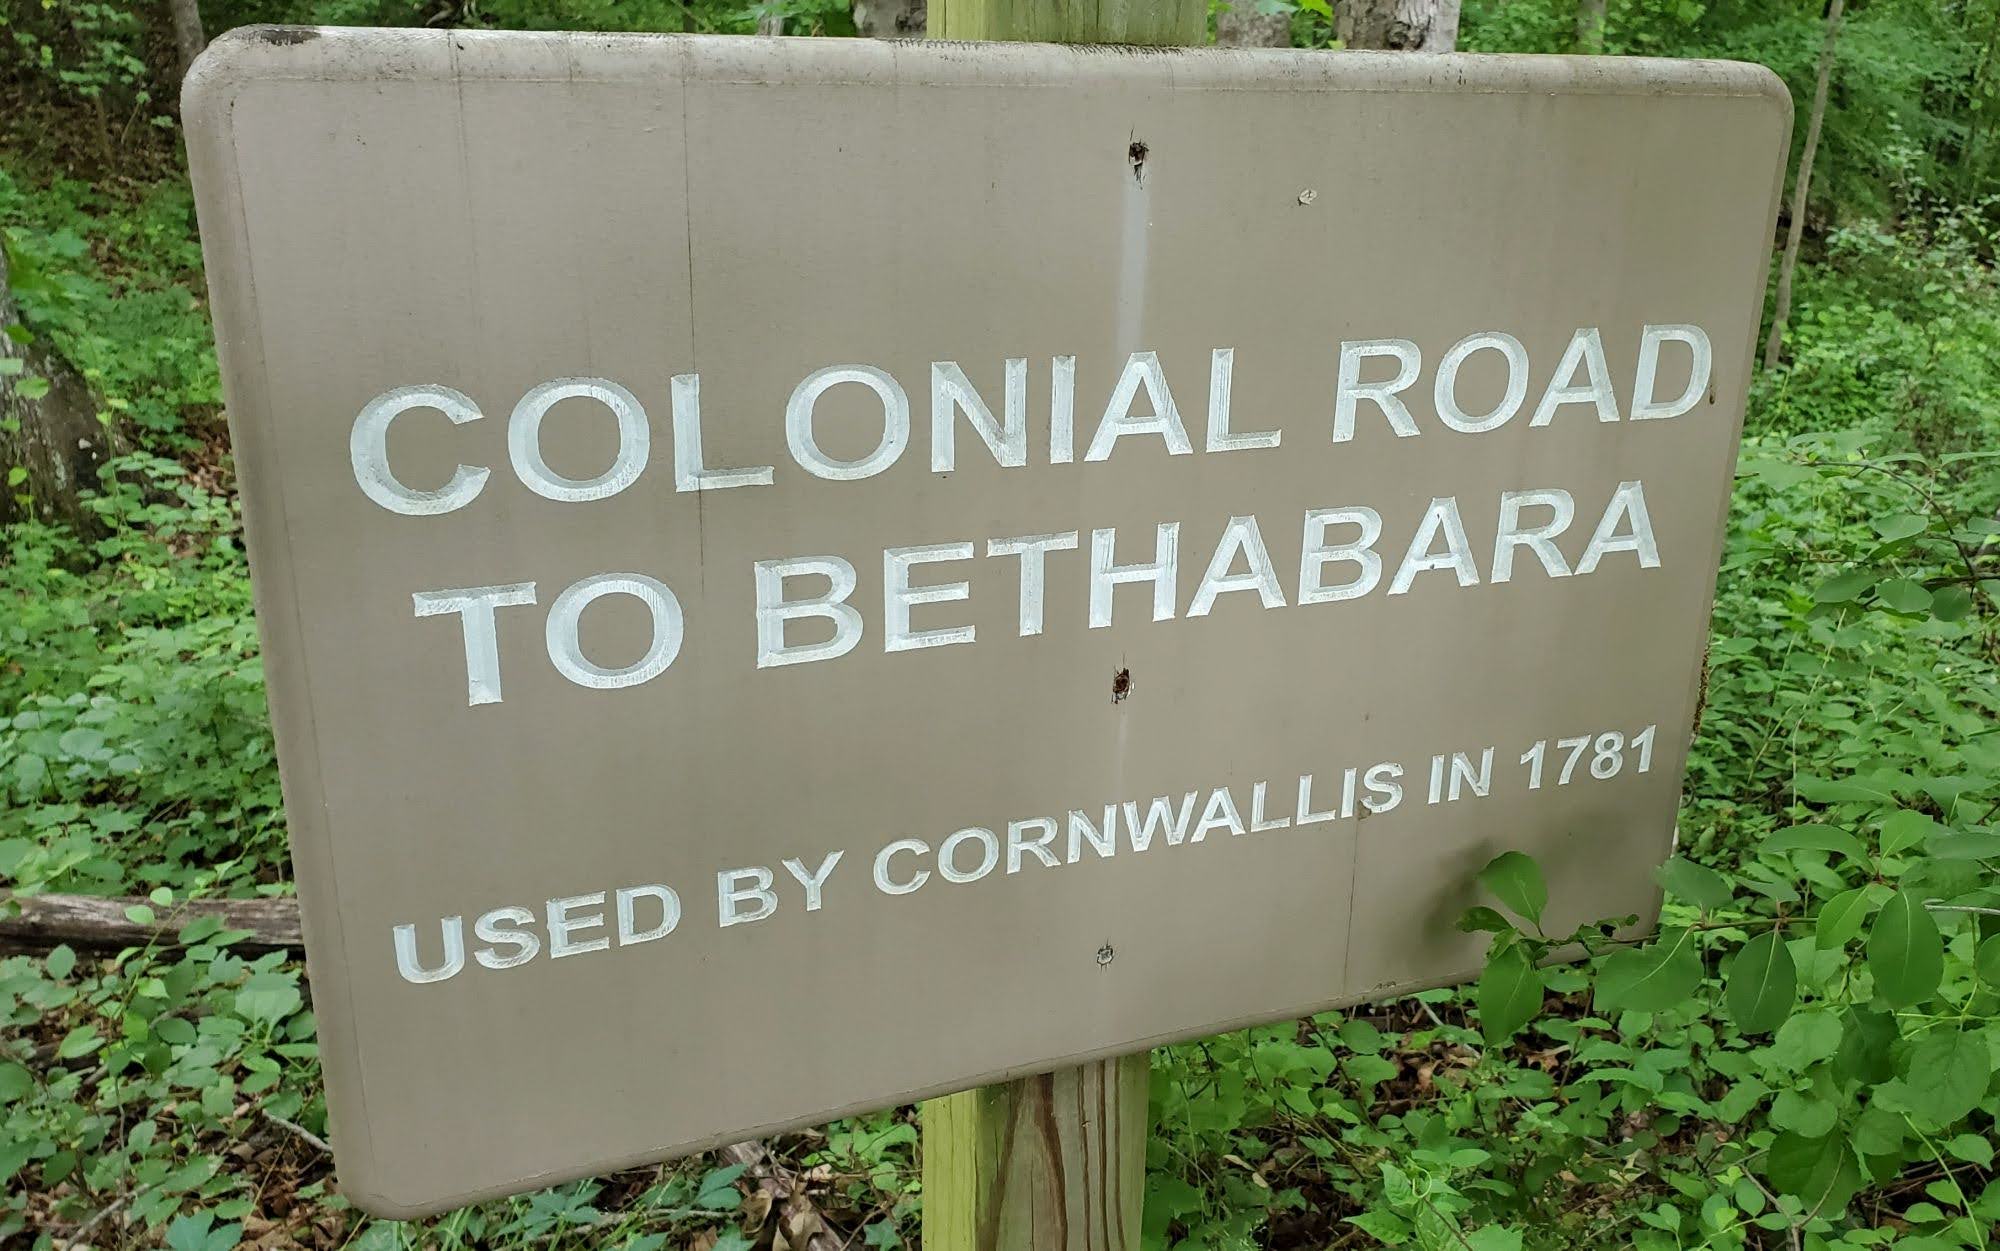 COLONIAL ROAD
TO BETHABARA
USED BY CORNWALLIS IN 1781